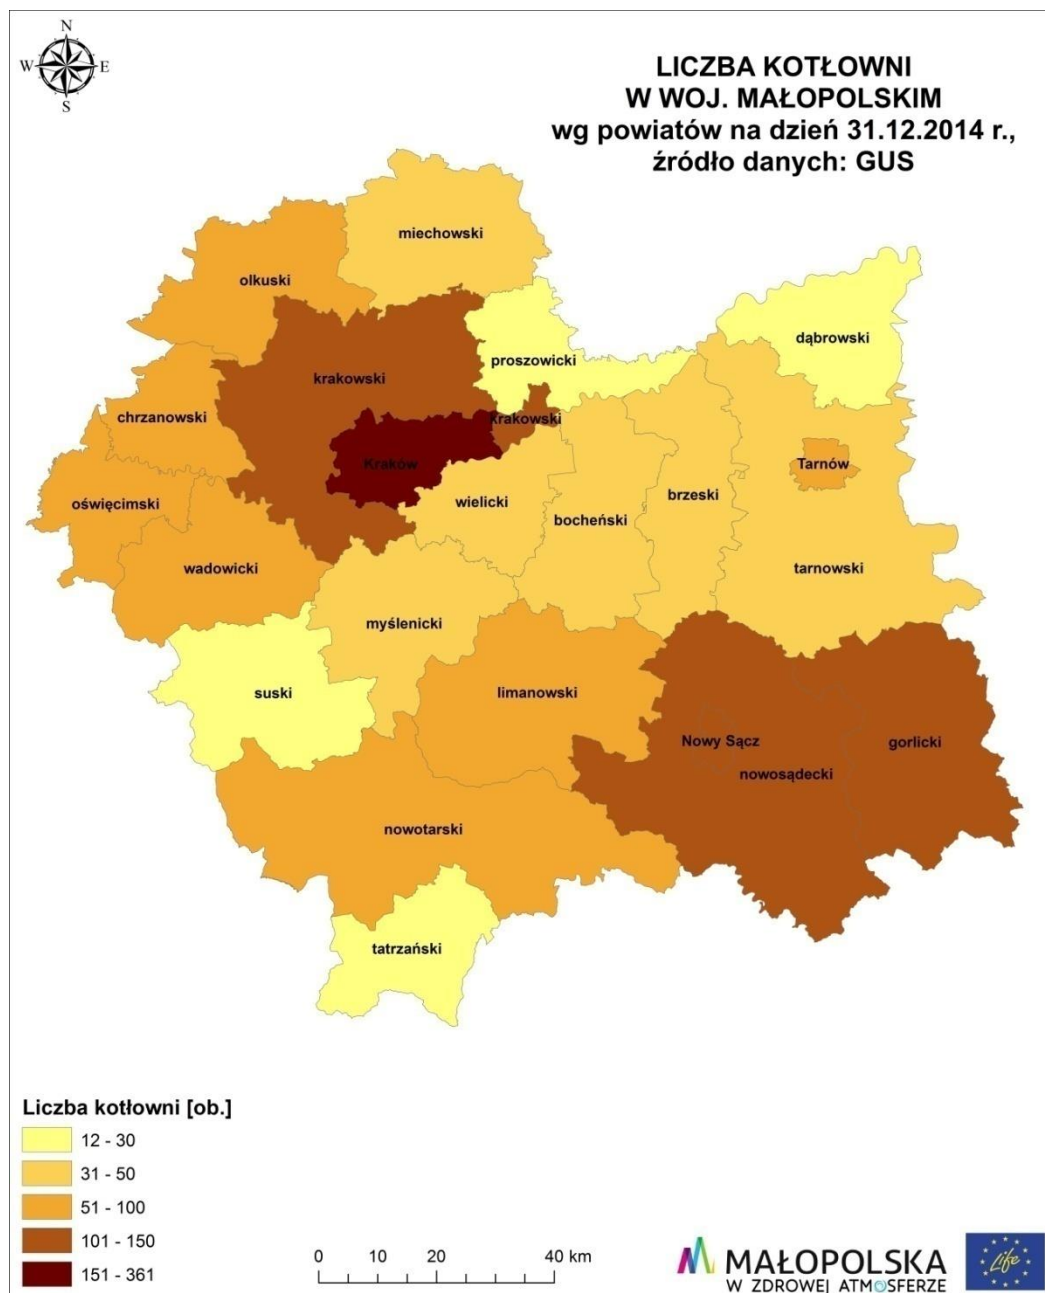 N
W E
S
LICZBA KOTŁOWNI
W WOJ. MAŁOPOLSKIM
wg powiatów na dzień 31.12.2014 r.,
źródło danych: GUS
miechowski
olkuski
dąbrowski
proszowicki
krakowski
chrzanowski
krakowski
Kraków
Tarnów
oświęcimski
wielicki
brzeski
bocheński
wadowicki
tarnowski
myślenicki
suski
limanowski
Nowy Sącz
gorlicki
nowosądecki
nowotarski
tatrzański
Liczba kotłowni [ob.]
12 - 30
31 - 50
51 - 100
101 - 150
151 - 361
0 10 20 40 km
MAŁOPOLSKA
W ZDROWEJ ATMOSFERZE
Life